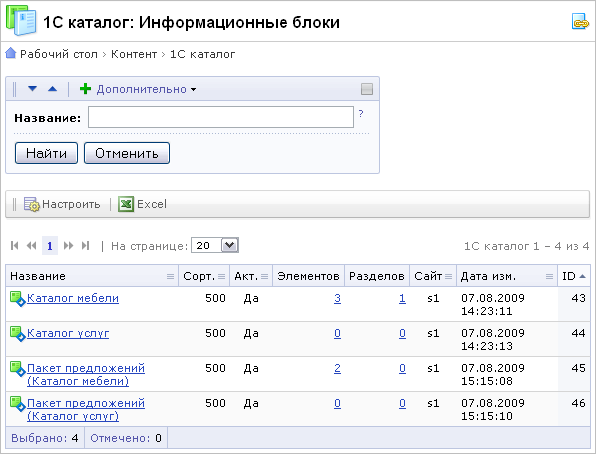 1С каталог: Информационные блоки
Рабочий стол › Контент › 1С каталог
Дополнительно
Название: ?
Найти Отменить
Настроить Excel
1 На странице: 20 1С каталог 1 – 4 из 4
Название Сорт. Акт. Элементов Разделов Сайт Дата изм. ID
Каталог мебели 500 Да 3 1 s1 07.08.2009 43
14:23:11
Каталог услуг 500 Да 0 0 s1 07.08.2009 44
14:23:13
Пакет предложений 500 Да 2 0 s1 07.08.2009 45
(Каталог мебели) 15:15:08
Пакет предложений 500 Да 0 0 s1 07.08.2009 46
(Каталог услуг) 15:15:10
Выбрано: 4 Отмечено: 0